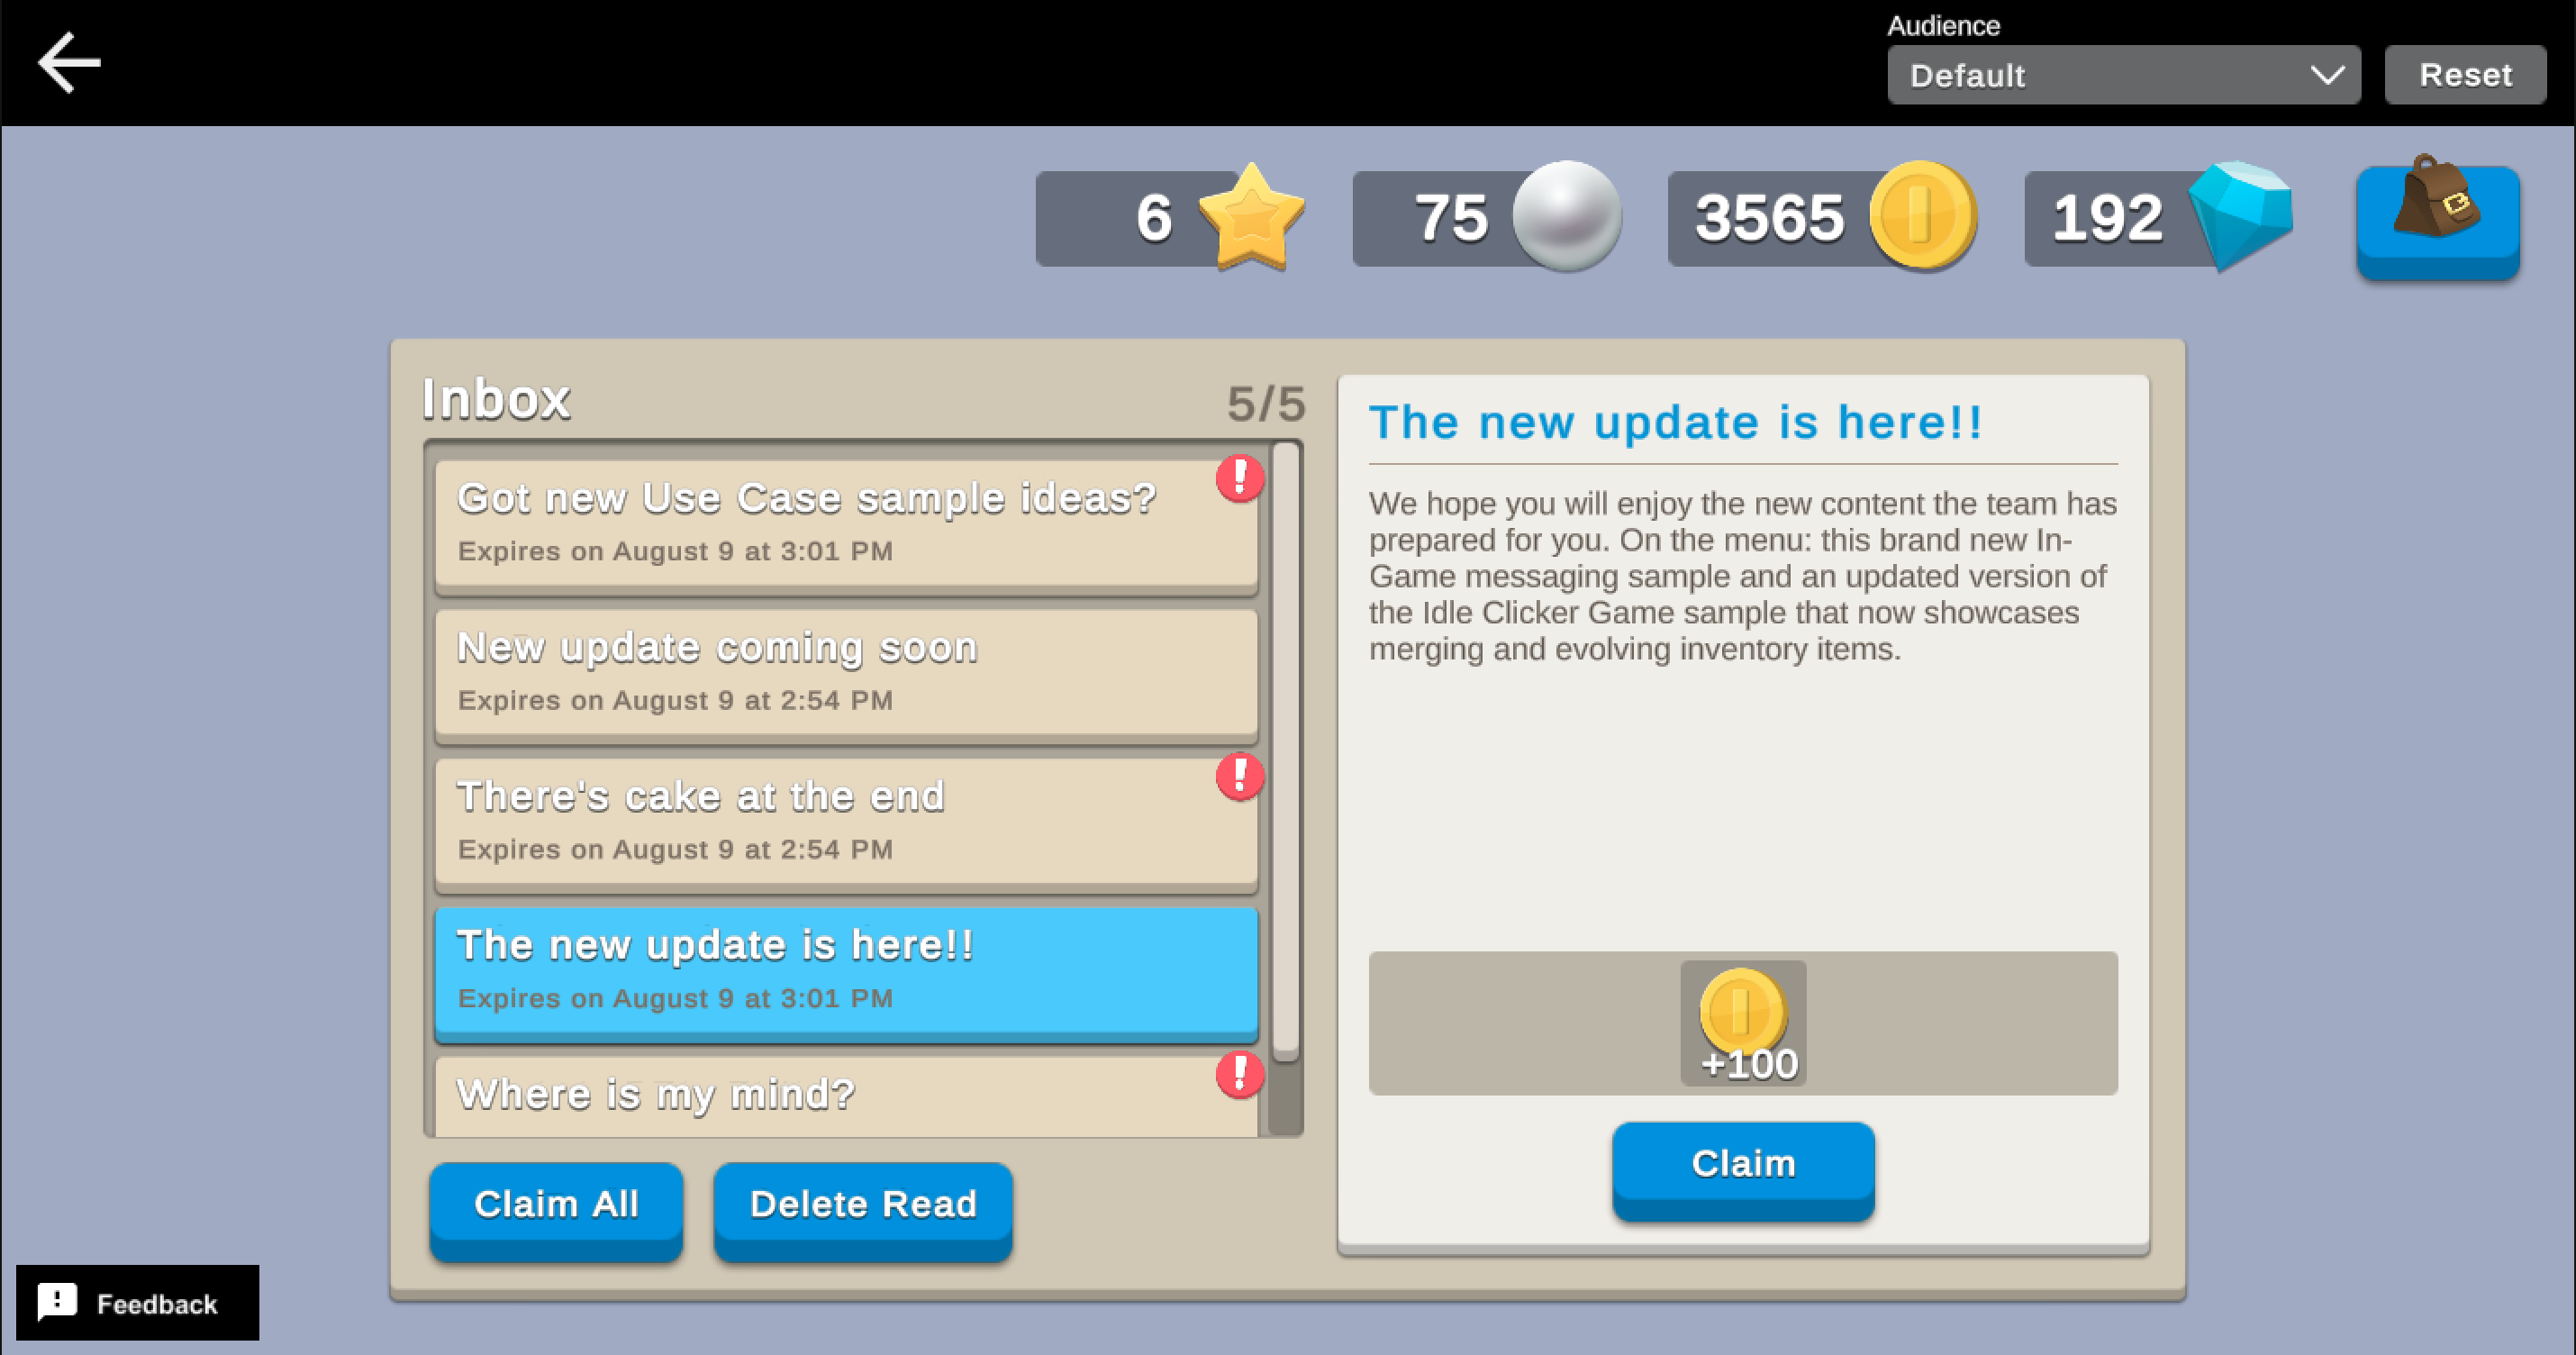 Audience
Default
Reset
6
75
3565
192
Inbox
5/5
Got new Use Case sample ideas?
Expires on August 9 at 3:01 PM
New update coming soon
Expires on August 9 at 2:54 PM
There's cake at the end
Expires on August 9 at 2:54 PM
The new update is here!!
Expires on August 9 at 3:01 PM
Where is my mind?
Claim All
Delete Read
The new update is here!!
We hope you will enjoy the new content the team has
prepared for you. On the menu: this brand new In-
Game messaging sample and an updated version of
the Idle Clicker Game sample that now showcases
merging and evolving inventory items.
+100
Claim
Feedback